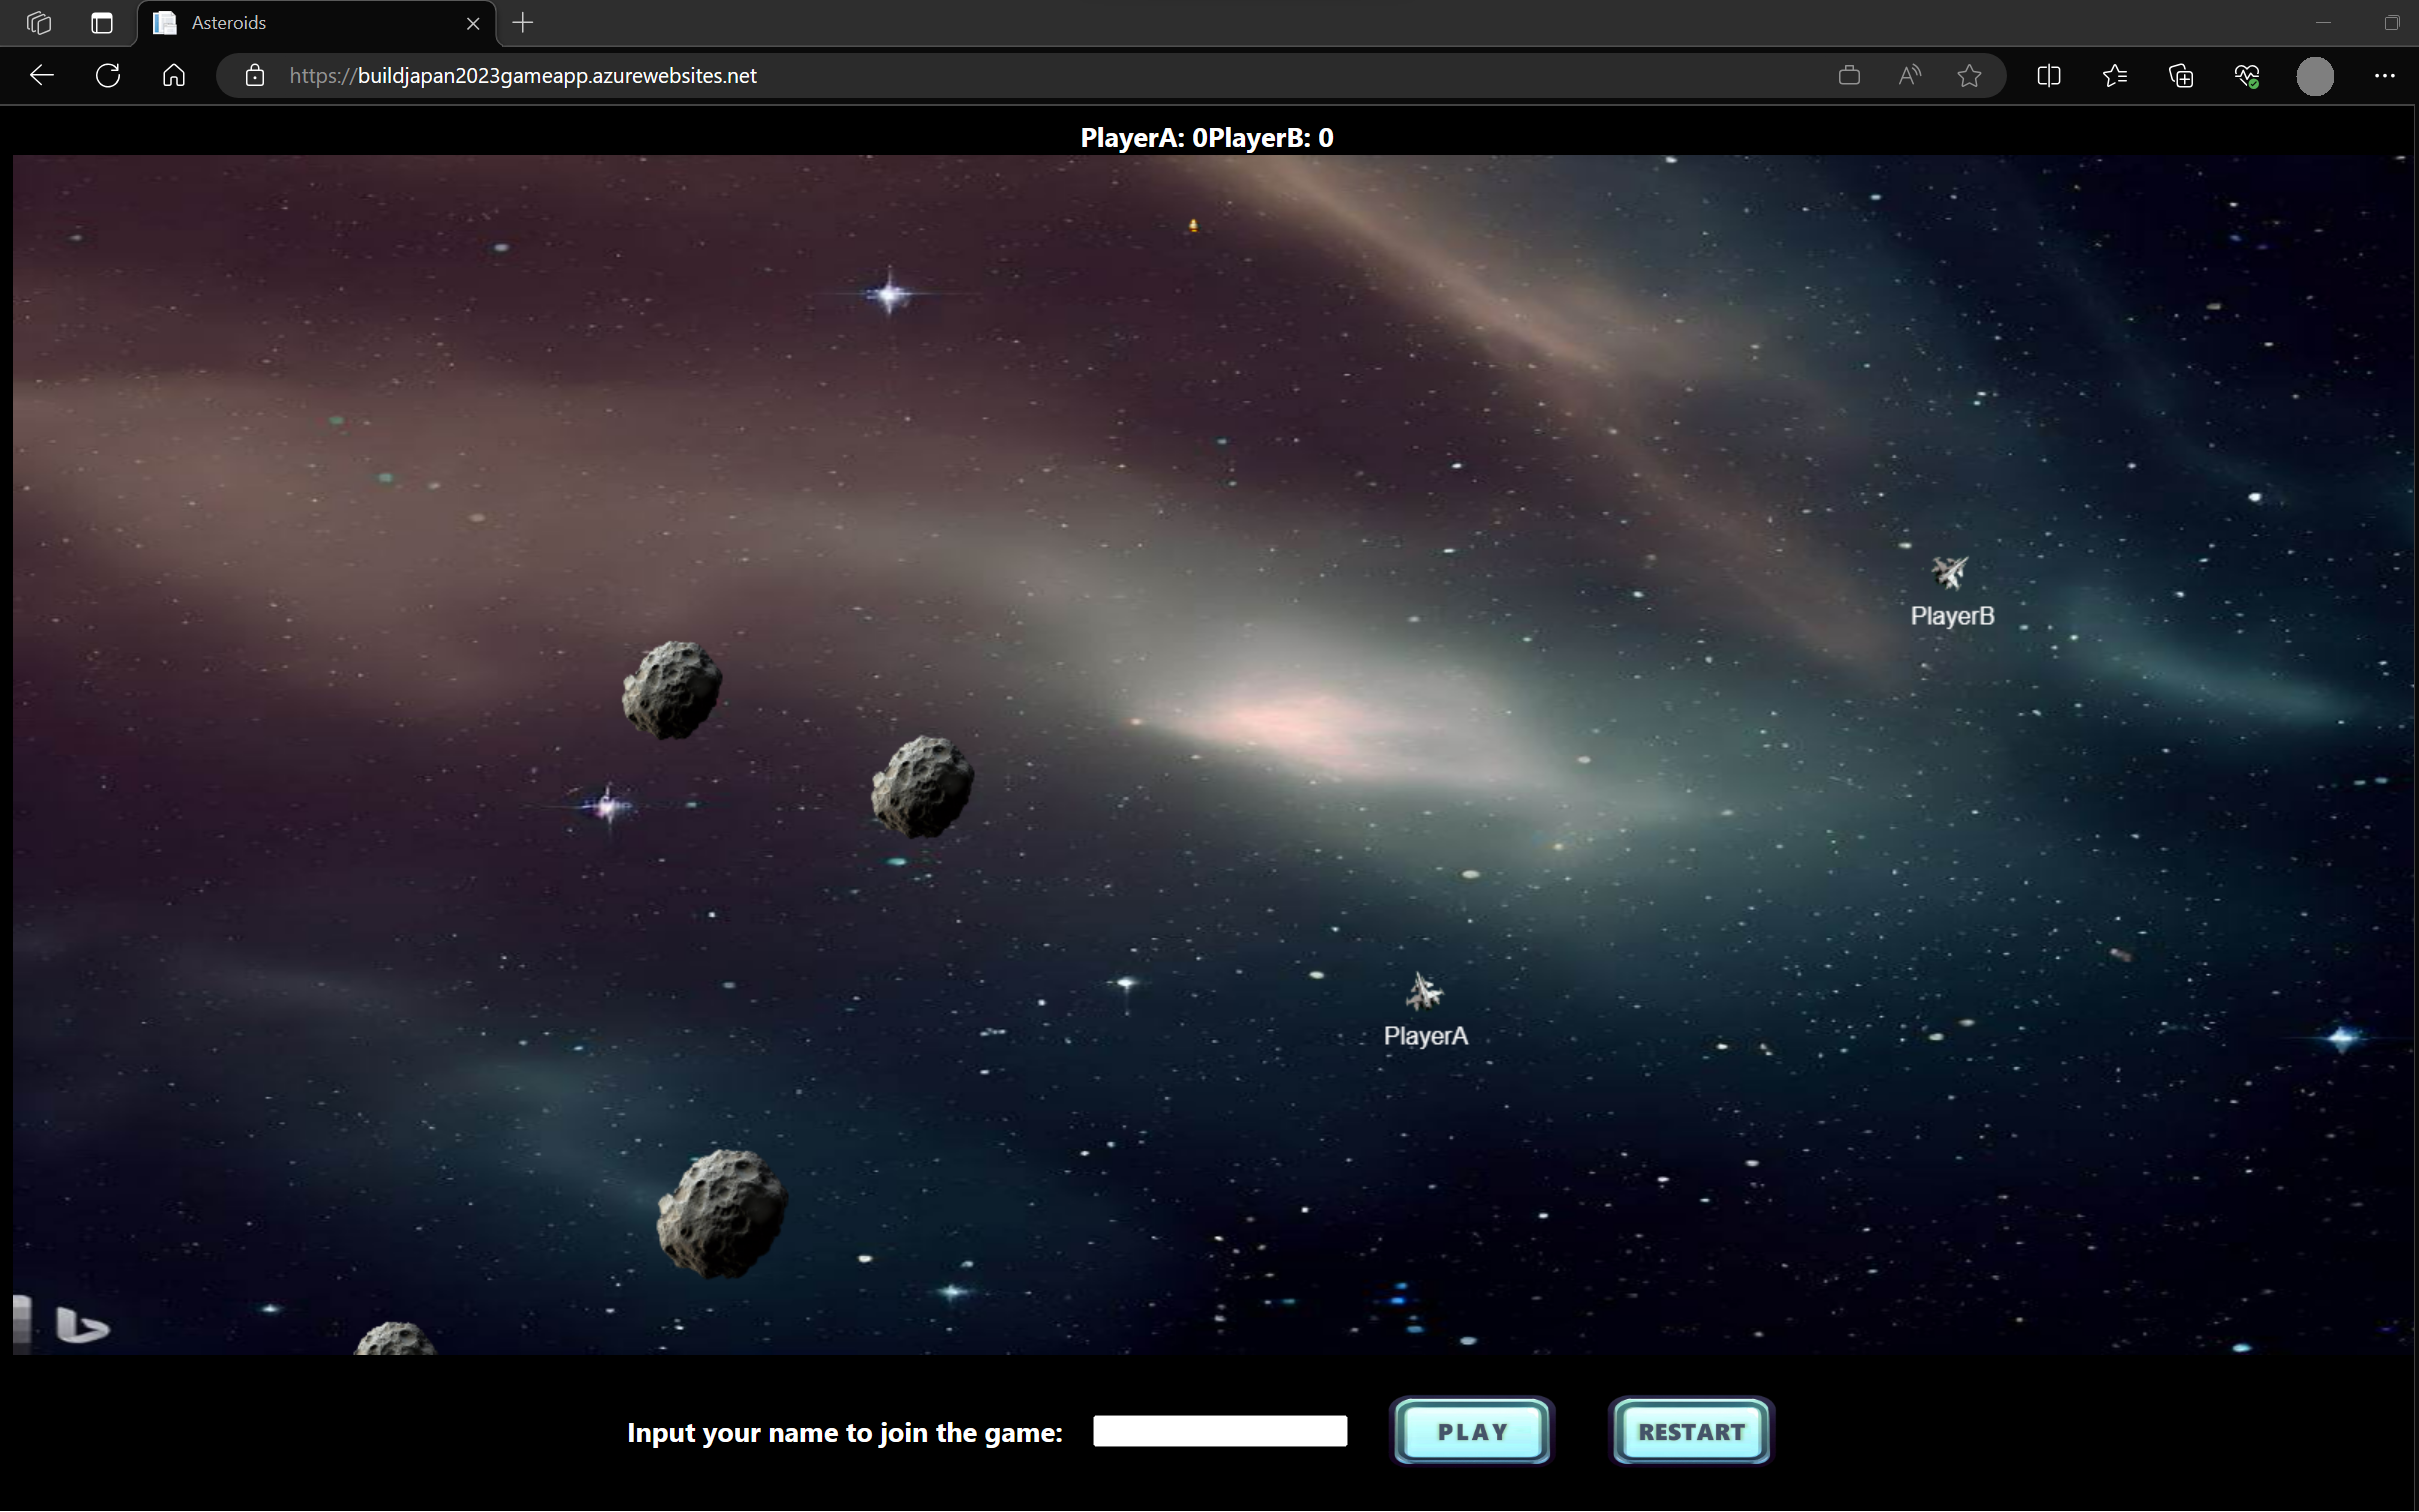 Asteroids
https://buildjapan2023gameapp.azurewebsites.net
PlayerA: 0PlayerB: 0
PlayerB
PlayerA
Input your name to join the game:
PLAY
RESTART